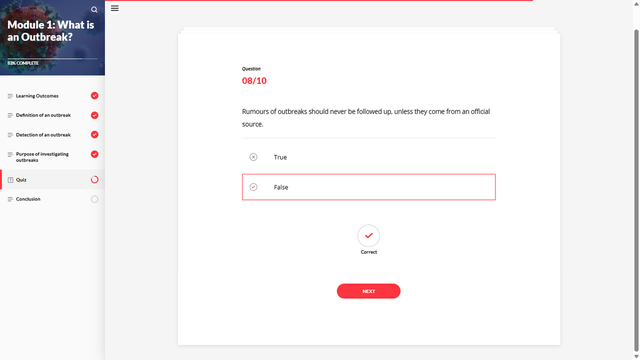 Module 1: What is
an Outbreak?
83% COMPLETE
Learning Outcomes
Definition of an outbreak
Detection of an outbreak
Purpose of investigating
outbreaks
Quiz
Conclusion
Question
08/10
Rumours of outbreaks should never be followed up, unless they come from an official
source.
True
False
Correct
NEXT